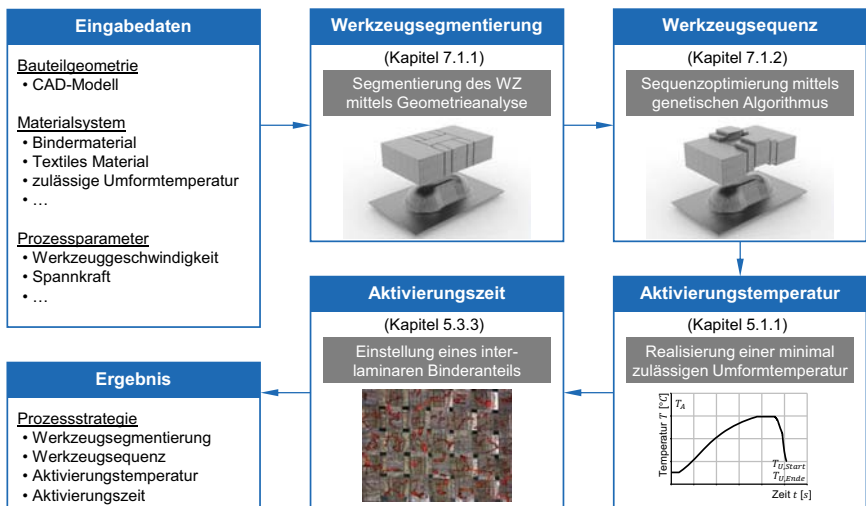 Eingabedaten
Bauteilgeometrie
• CAD-Modell
Materialsystem
• Bindermaterial
• Textiles Material
• zulässige Umformtemperatur
• …
Prozessparameter
• Werkzeuggeschwindigkeit
• Spannkraft
• …
Werkzeugsegmentierung
(Kapitel 7.1.1)
Segmentierung des WZ
mittels Geometrieanalyse
Werkzeugsequenz
(Kapitel 7.1.2)
Sequenzoptimierung mittels
genetischen Algorithmus
Aktivierungstemperatur
(Kapitel 5.1.1)
Realisierung einer minimal
zulässigen Umformtemperatur
Temperatur T [°C]
T_A
T_U,Start
T_U,Ende
Zeit t [s]
Aktivierungszeit
(Kapitel 5.3.3)
Einstellung eines inter-
laminaren Binderanteils
Ergebnis
Prozessstrategie
• Werkzeugsegmentierung
• Werkzeugsequenz
• Aktivierungstemperatur
• Aktivierungszeit